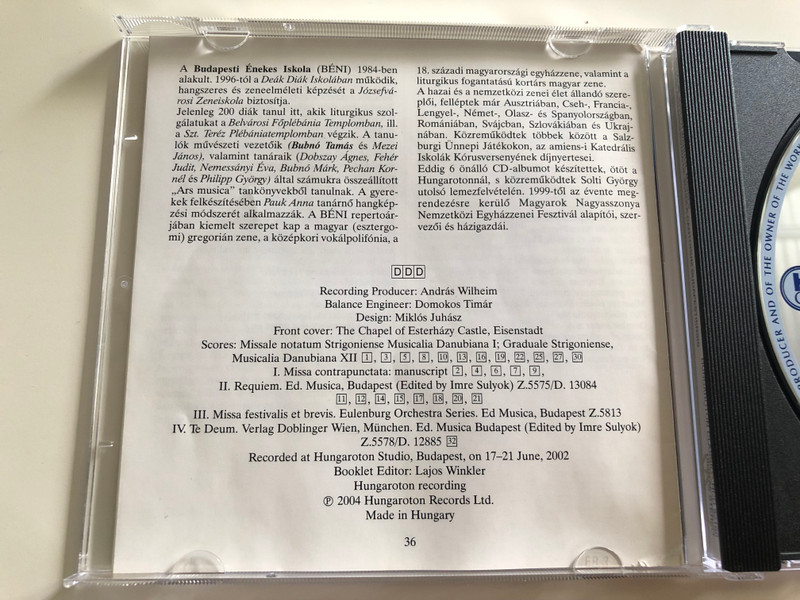 A Budapesti Énekes Iskola (BÉNI) 1984-ben
alakult. 1996-tól a Deák Diák Iskolában működik,
hangszeres és zeneelméleti képzését a Józsefvá-
rosi Zeneiskola biztosítja.
Jelenleg 200 diák tanul itt, akik liturgikus szol-
gálatukat a Belvárosi Főplébánia Templomban, ill.
a Szt. Teréz Plébániatemplomban végzik. A tanu-
lók művészeti vezetőik (Bubnó Tamás és Mezei
János), valamint tanáraik (Dobszay Ágnes, Fehér
Judit, Nemessányi Éva, Bubnó Márk, Pechan Kor-
nél és Philipp György) által számukra összeállított
„Ars musica” tankönyvekből tanulnak. A gyere-
kek felkészítésében Pauk Anna tanárnő hangkép-
zési módszerét alkalmazzák. A BÉNI repertoár-
jában kiemelt szerepet kap a magyar (esztergo-
mi) gregorián zene, a középkori vokálpolifónia, a
18. századi magyarországi egyházzene, valamint a
liturgikus fogantatású kortárs magyar zene.
A hazai és a nemzetközi zenei élet állandó szere-
plői, felléptek már Ausztriában, Cseh-, Francia-,
Lengyel-, Német-, Olasz- és Spanyolországban,
Romániában, Svájcban, Szlovákiában és Ukraj-
nában. Közreműködtek többek között a Salz-
burgi Ünnepi Játékokon, az amiens-i Katedrális
Iskolák Kórusversenyének díjnyertesei.
Eddig 6 önálló CD-albumot készítettek, ötöt a
Hungarotonnál, s közreműködtek Solti György
utolsó lemezfelvételén. 1999-től az évente meg-
rendezésre kerülő Magyarok Nagyasszonya
Nemzetközi Egyházzenei Fesztivál alapítói, szer-
vezői és házigazdái.
DDD
Recording Producer: András Wilheim
Balance Engineer: Domokos Timár
Design: Miklós Juhász
Front cover: The Chapel of Esterházy Castle, Eisenstadt
Scores: Missale notatum Strigoniense Musicalia Danubiana I; Graduale Strigoniense,
Musicalia Danubiana XII 1, 3, 5, 8, 10, 13, 16, 19, 22, 25, 27, 30
I. Missa contrapunctata: manuscript 2, 4, 6, 7, 9,
II. Requiem. Ed. Musica, Budapest (Edited by Imre Sulyok) Z.5575/D. 13084
11, 12, 14, 15, 17, 18, 20, 21
III. Missa festivalis et brevis. Eulenburg Orchestra Series. Ed Musica, Budapest Z.5813
IV. Te Deum. Verlag Doblinger Wien, München. Ed. Musica Budapest (Edited by Imre Sulyok)
Z.5578/D. 12885 32
Recorded at Hungaroton Studio, Budapest, on 17–21 June, 2002
Booklet Editor: Lajos Winkler
Hungaroton recording
℗ 2004 Hungaroton Records Ltd.
Made in Hungary
36
PRODUCER AND OF THE OWNER OF THE WORK